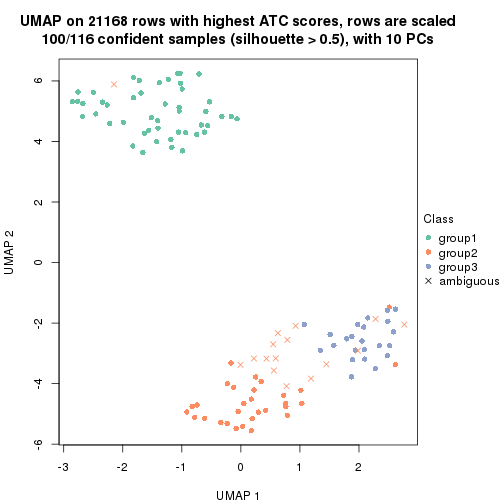 UMAP on 21168 rows with highest ATC scores, rows are scaled
100/116 confident samples (silhouette > 0.5), with 10 PCs
6
4
2
0
-2
-4
-6
UMAP 2
-3
-2
-1
0
1
2
UMAP 1
Class
group1
group2
group3
ambiguous